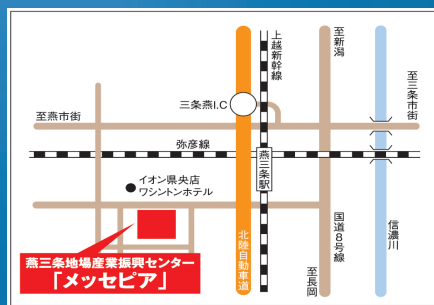 上越新幹線
至新潟
至三条市街
三条燕I.C
至燕市街
弥彦線
燕三条駅
イオン県央店
ワシントンホテル
北陸自動車道
国道8号線
信濃川
至長岡
燕三条地場産業振興センター
「メッセピア」